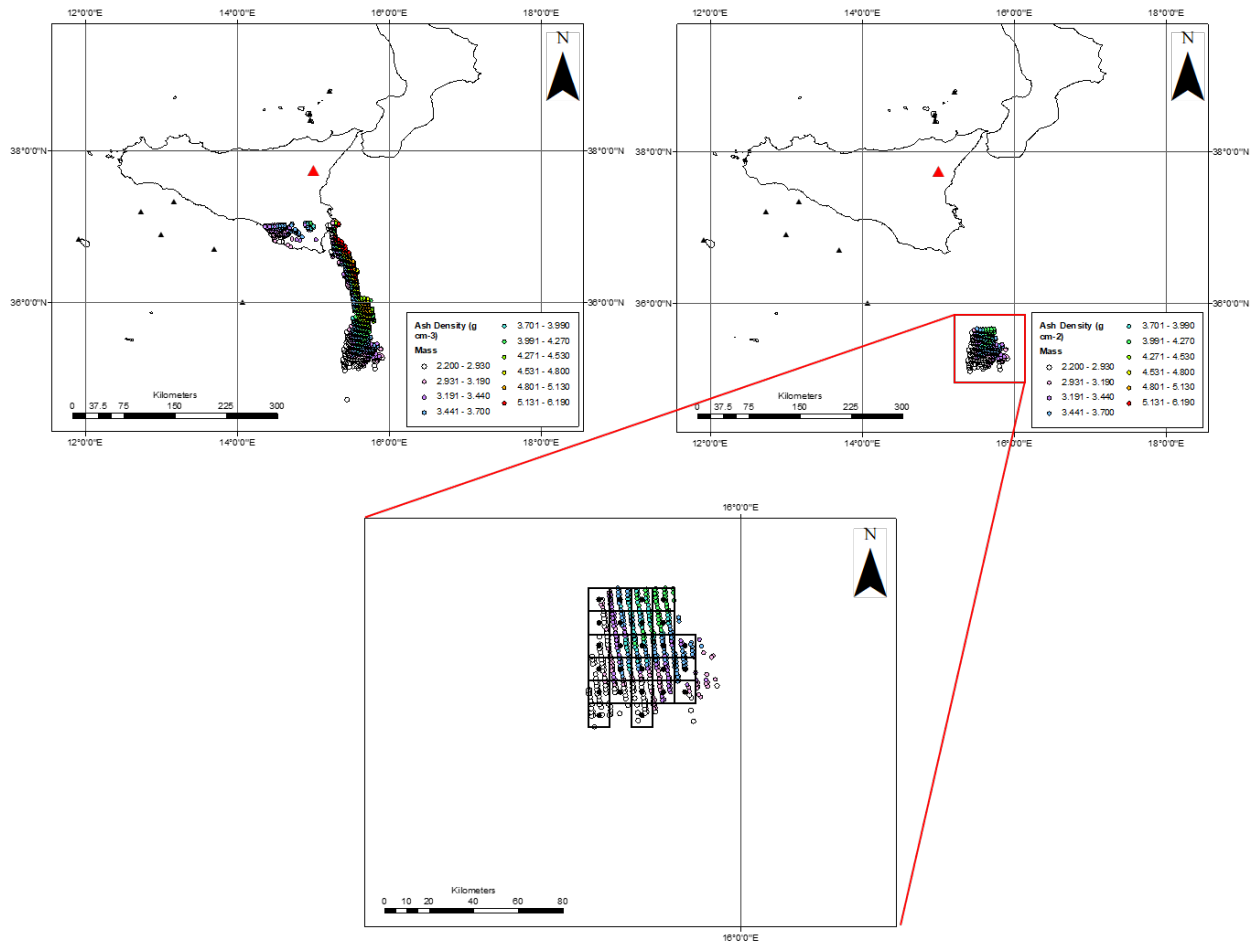 12°0'0"E 14°0'0"E 16°0'0"E 18°0'0"E
N
38°0'0"N
36°0'0"N
Ash Density (g
cm-3)
Mass
2.200 - 2.930
2.931 - 3.190
3.191 - 3.440
3.441 - 3.700
3.701 - 3.990
3.991 - 4.270
4.271 - 4.530
4.531 - 4.800
4.801 - 5.130
5.131 - 6.190
Kilometers
0 37.5 75 150 225 300
12°0'0"E 14°0'0"E 16°0'0"E 18°0'0"E
12°0'0"E 14°0'0"E 16°0'0"E 18°0'0"E
N
38°0'0"N 38°0'0"N
36°0'0"N 36°0'0"N
Ash Density (g
cm-2)
Mass
2.200 - 2.930
2.931 - 3.190
3.191 - 3.440
3.441 - 3.700
3.701 - 3.990
3.991 - 4.270
4.271 - 4.530
4.531 - 4.800
4.801 - 5.130
5.131 - 6.190
Kilometers
0 37.5 75 150 225 300
12°0'0"E 14°0'0"E 16°0'0"E 18°0'0"E
16°0'0"E
N
Kilometers
0 10 20 40 60 80
16°0'0"E